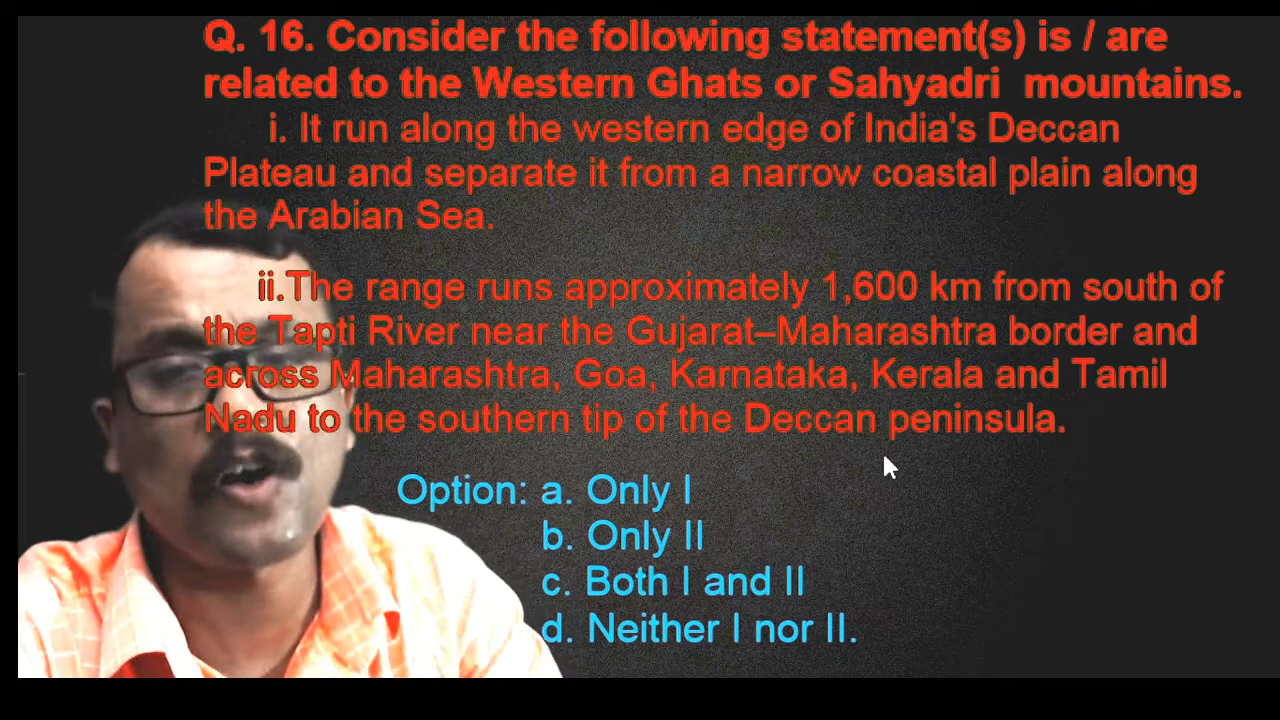 Q. 16. Consider the following statement(s) is / are
related to the Western Ghats or Sahyadri mountains.
i. It run along the western edge of India's Deccan
Plateau and separate it from a narrow coastal plain along
the Arabian Sea.
ii.The range runs approximately 1,600 km from south of
the Tapti River near the Gujarat–Maharashtra border and
across Maharashtra, Goa, Karnataka, Kerala and Tamil
Nadu to the southern tip of the Deccan peninsula.
Option: a. Only I
b. Only II
c. Both I and II
d. Neither I nor II.